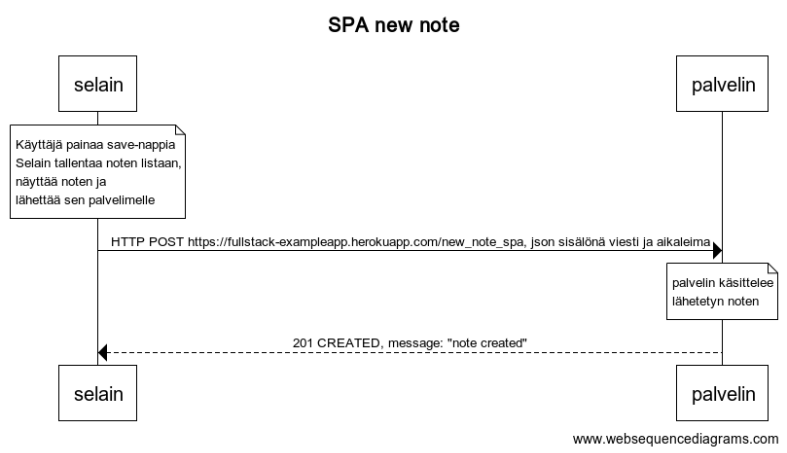 SPA new note
selain
palvelin
Käyttäjä painaa save-nappia
Selain tallentaa noten listaan,
näyttää noten ja
lähettää sen palvelimelle
HTTP POST https://fullstack-exampleapp.herokuapp.com/new_note_spa, json sisälönä viesti ja aikaleima
palvelin käsittelee
lähetetyn noten
201 CREATED, message: "note created"
selain
palvelin
www.websequencediagrams.com